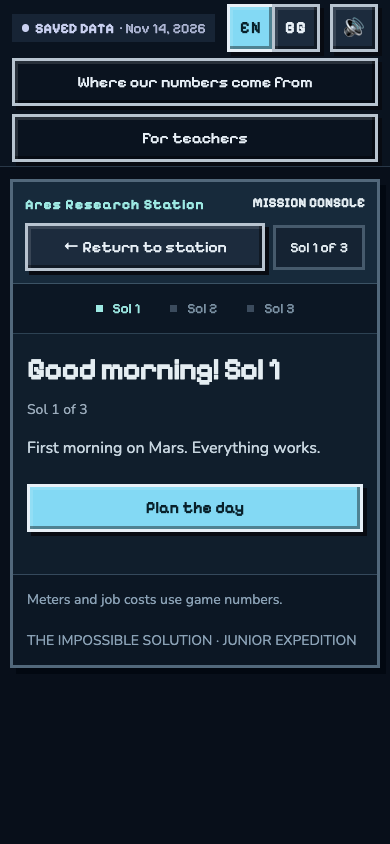 SAVED DATA · Nov 14, 2026
EN
Where our numbers come from
For teachers
Ares Research Station
MISSION CONSOLE
← Return to station
Sol 1 of 3
Sol 1
Sol 2
Sol 3
Good morning! Sol 1
Sol 1 of 3
First morning on Mars. Everything works.
Plan the day
Meters and job costs use game numbers.
THE IMPOSSIBLE SOLUTION · JUNIOR EXPEDITION